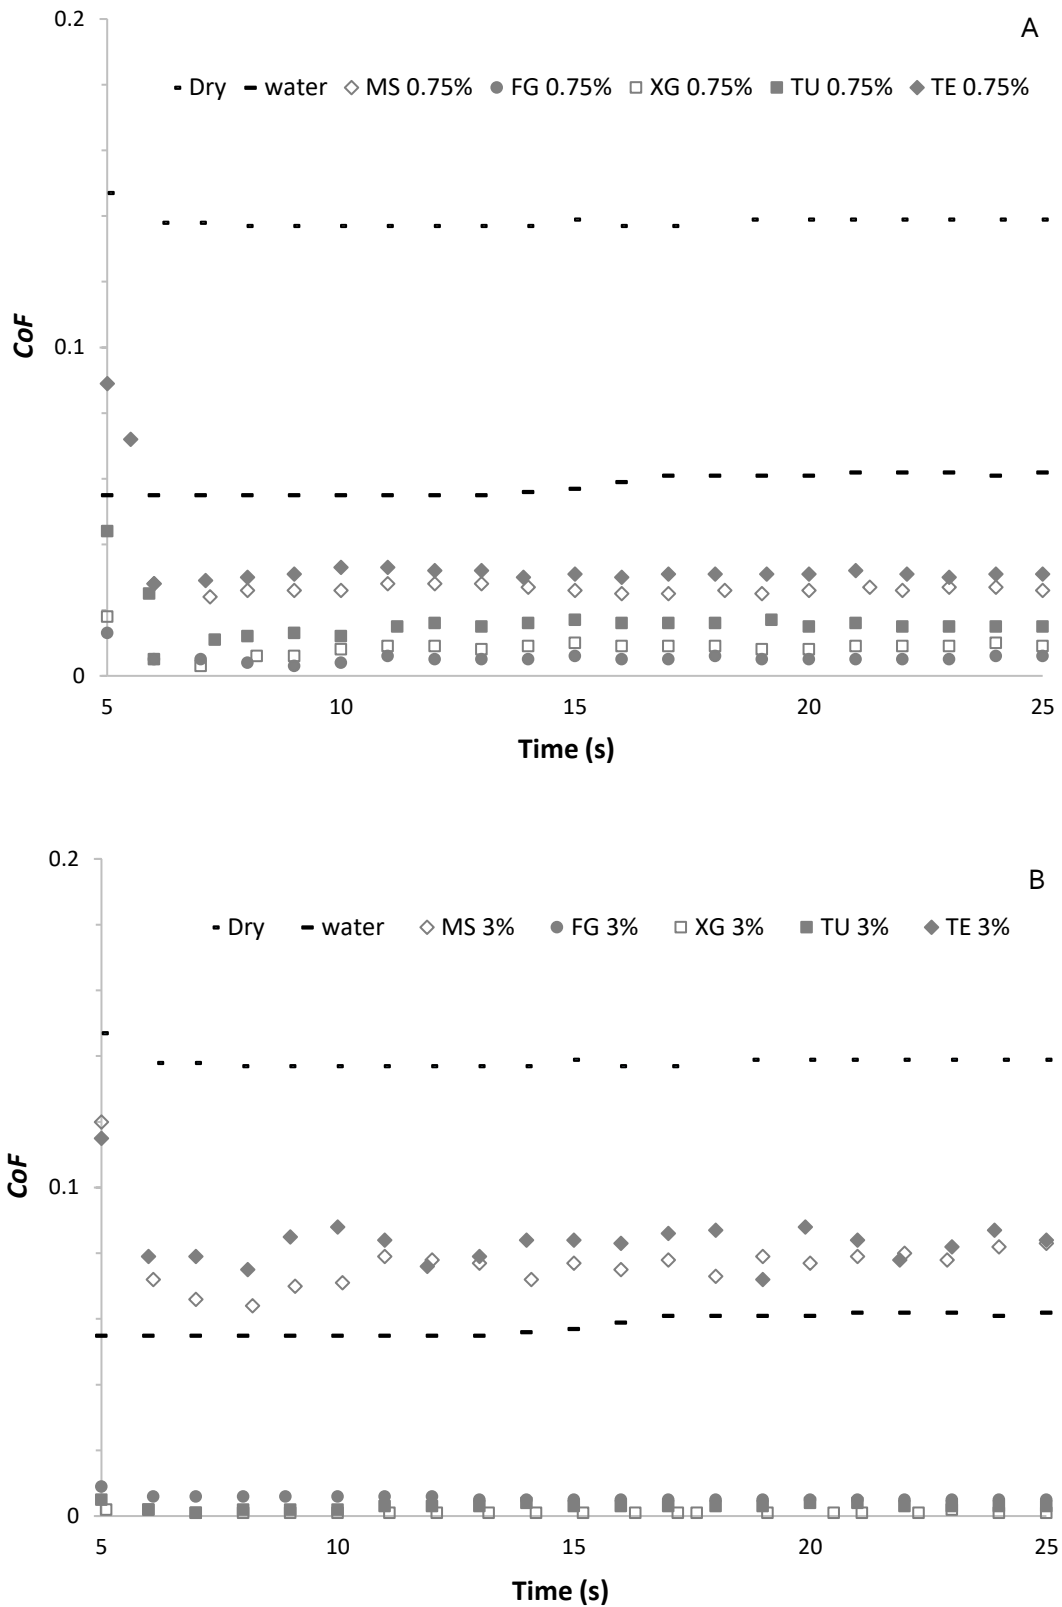 A
0.2
Dry water MS 0.75% FG 0.75% XG 0.75% TU 0.75% TE 0.75%
0.1
CoF
0
5 10 15 20 25
Time (s)
B
0.2
Dry water MS 3% FG 3% XG 3% TU 3% TE 3%
0.1
CoF
0
5 10 15 20 25
Time (s)